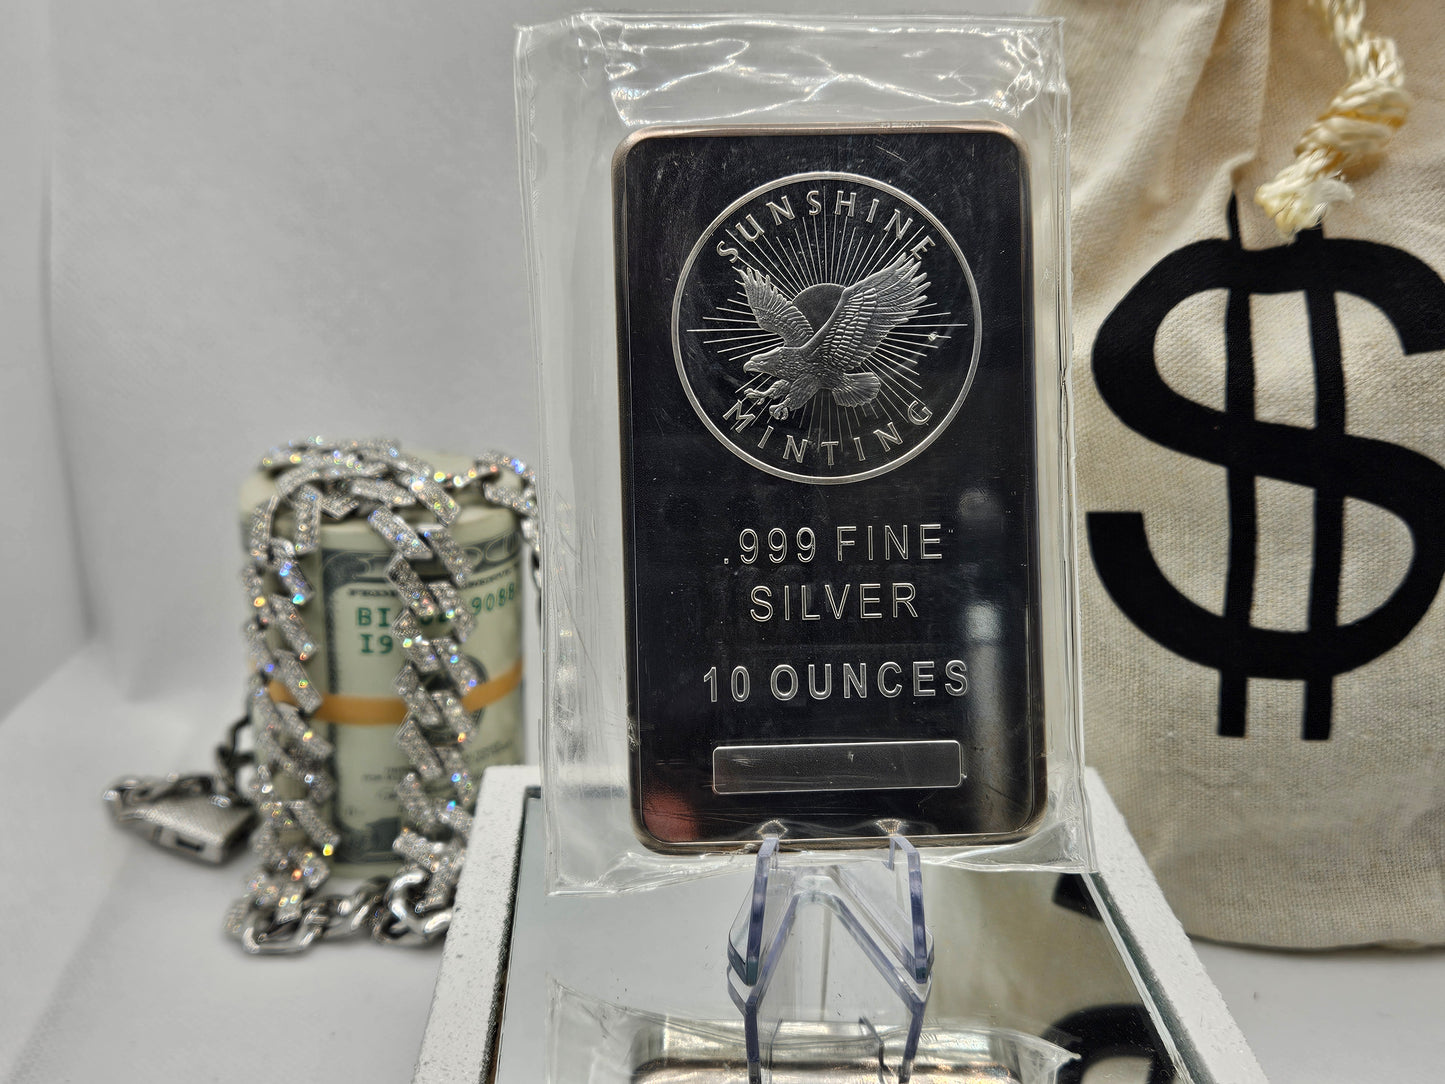 SUNSHINE
MINTING
.999 FINE
SILVER
10 OUNCES
$